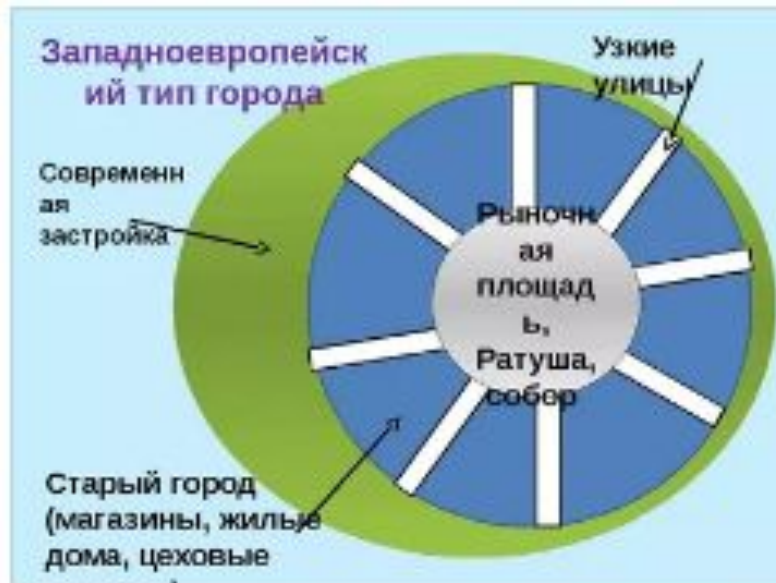 Западноевропейск
ий тип города
Узкие
улицы
Современн
ая
застройка
Рыночн
ая
площад
ь,
Ратуша,
собер
Старый город
(магазины, жилые
дома, цеховые